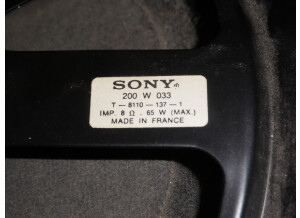 SONY
200 W 033
T - 8110 - 137 - 1
IMP. 8 Ω . 65 W (MAX.)
MADE IN FRANCE